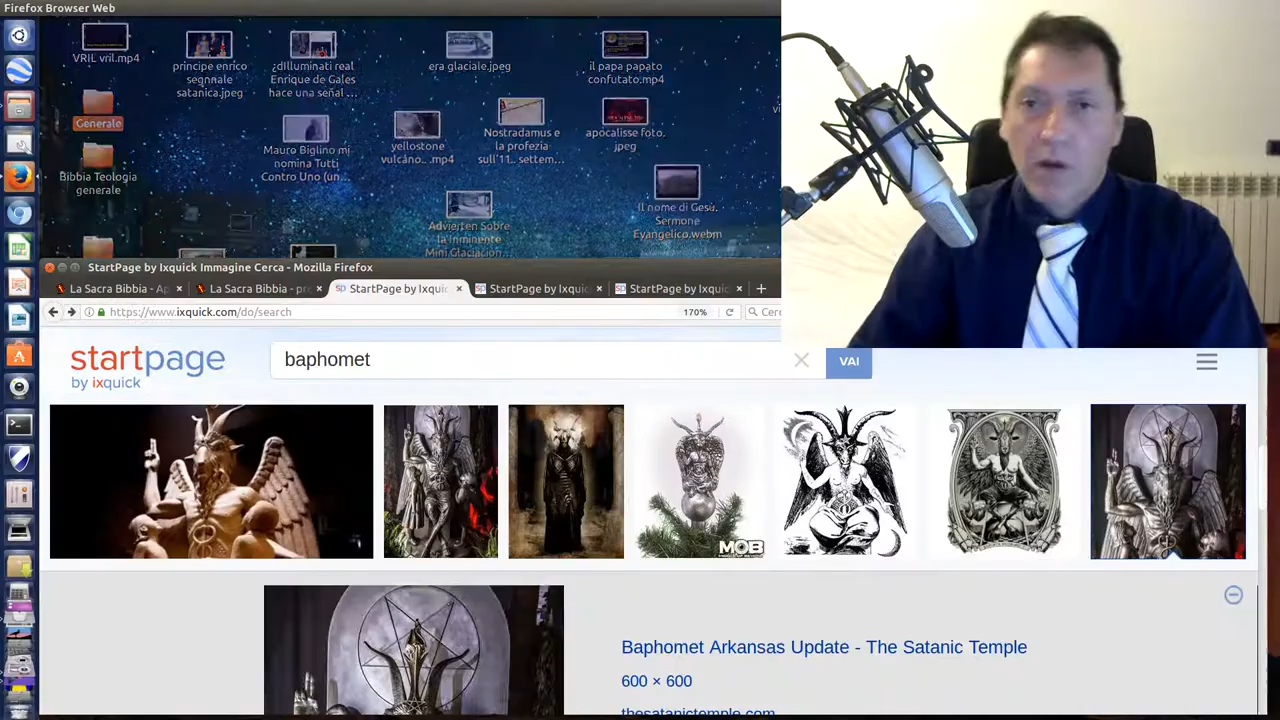 Firefox Browser Web
VRIL vril.mp4
principe enrico
segnnale
satanica.jpeg
¿dIlluminati real
Enrique de Gales
hace una señal ...
era glaciale.jpeg
il papa papato
confutato.mp4
Generale
Mauro Biglino mi
nomina Tutti
Contro Uno (un...
yellostone
vulcano.. ..mp4
Nostradamus e
la profezia
sull'11.. settem...
apocalisse foto.
jpeg
Bibbia Teologia
generale
Il nome di Gesù.
Sermone
Evangelico.webm
Advierten Sobre
la Inminente
Mini Glaciacion...
StartPage by Ixquick Immagine Cerca - Mozilla Firefox
La Sacra Bibbia - Ap
La Sacra Bibbia - pr
StartPage by Ixquic
StartPage by Ixquic
StartPage by Ixquic
https://www.ixquick.com/do/search
170%
Cer
startpage
by ixquick
baphomet
VAI
MOB
Baphomet Arkansas Update - The Satanic Temple
600 × 600
thesatanictemple.com